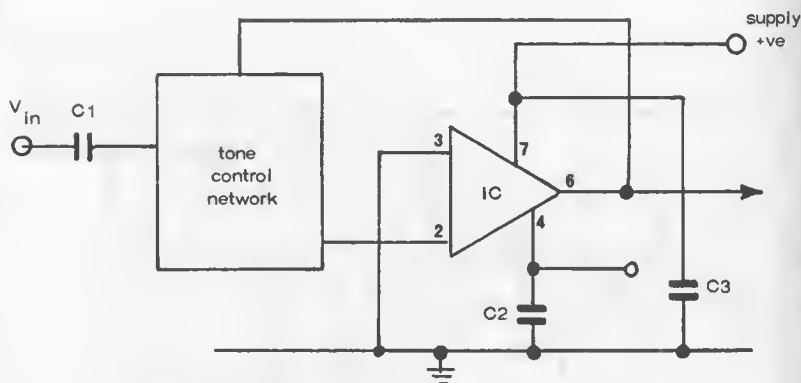 supply
+ve
C1
V in
tone
control
network
3
7
IC
6
2
4
C2
C3